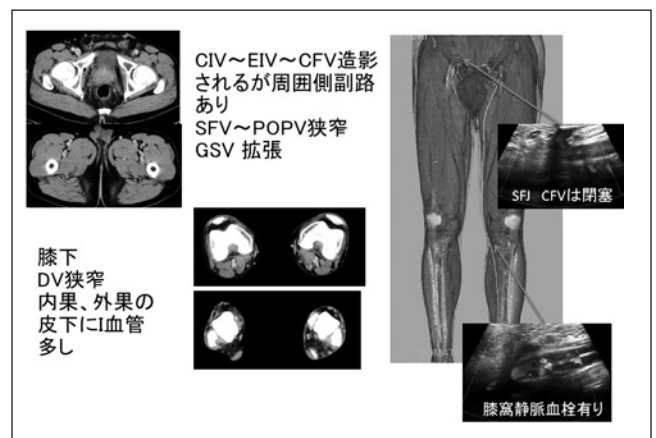 CIV~EIV~CFV造影
されるが周囲側副路
あり
SFV~POPV狭窄
GSV 拡張
SFJ CFVは閉塞
膝下
DV狭窄
内果、外果の
皮下にI血管
多し
膝窩静脈血栓有り